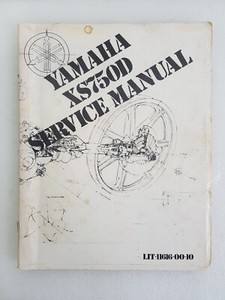 YAMAHA
XS750D
SERVICE MANUAL
LIT-11616-00-10